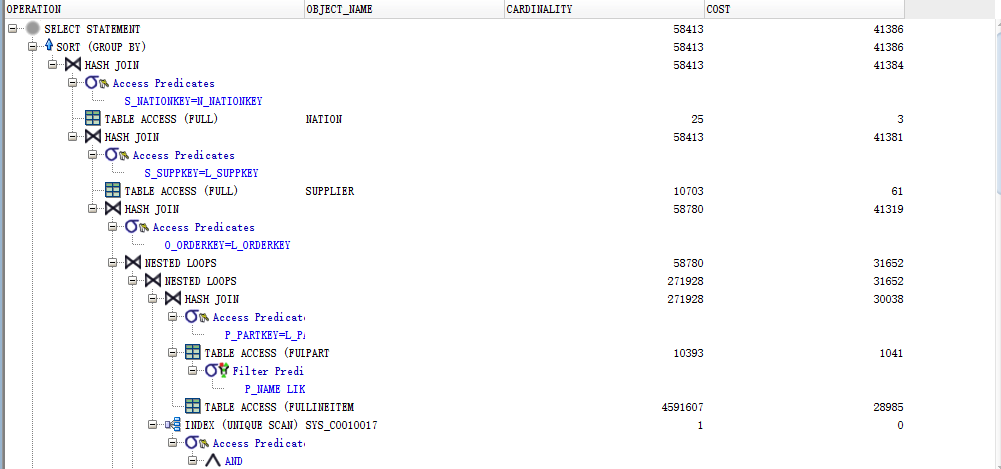 OPERATION OBJECT_NAME CARDINALITY COST
SELECT STATEMENT 58413 41386
SORT (GROUP BY) 58413 41386
HASH JOIN 58413 41384
Access Predicates
S_NATIONKEY=N_NATIONKEY
TABLE ACCESS (FULL) NATION 25 3
HASH JOIN 58413 41381
Access Predicates
S_SUPPKEY=L_SUPPKEY
TABLE ACCESS (FULL) SUPPLIER 10703 61
HASH JOIN 58780 41319
Access Predicates
O_ORDERKEY=L_ORDERKEY
NESTED LOOPS 58780 31652
NESTED LOOPS 271928 31652
HASH JOIN 271928 30038
Access Predicate
P_PARTKEY=L_PA
TABLE ACCESS (FUL PART 10393 1041
Filter Predi
P_NAME LIK
TABLE ACCESS (FUL LINEITEM 4591607 28985
INDEX (UNIQUE SCAN) SYS_C0010017 1 0
Access Predicate
AND